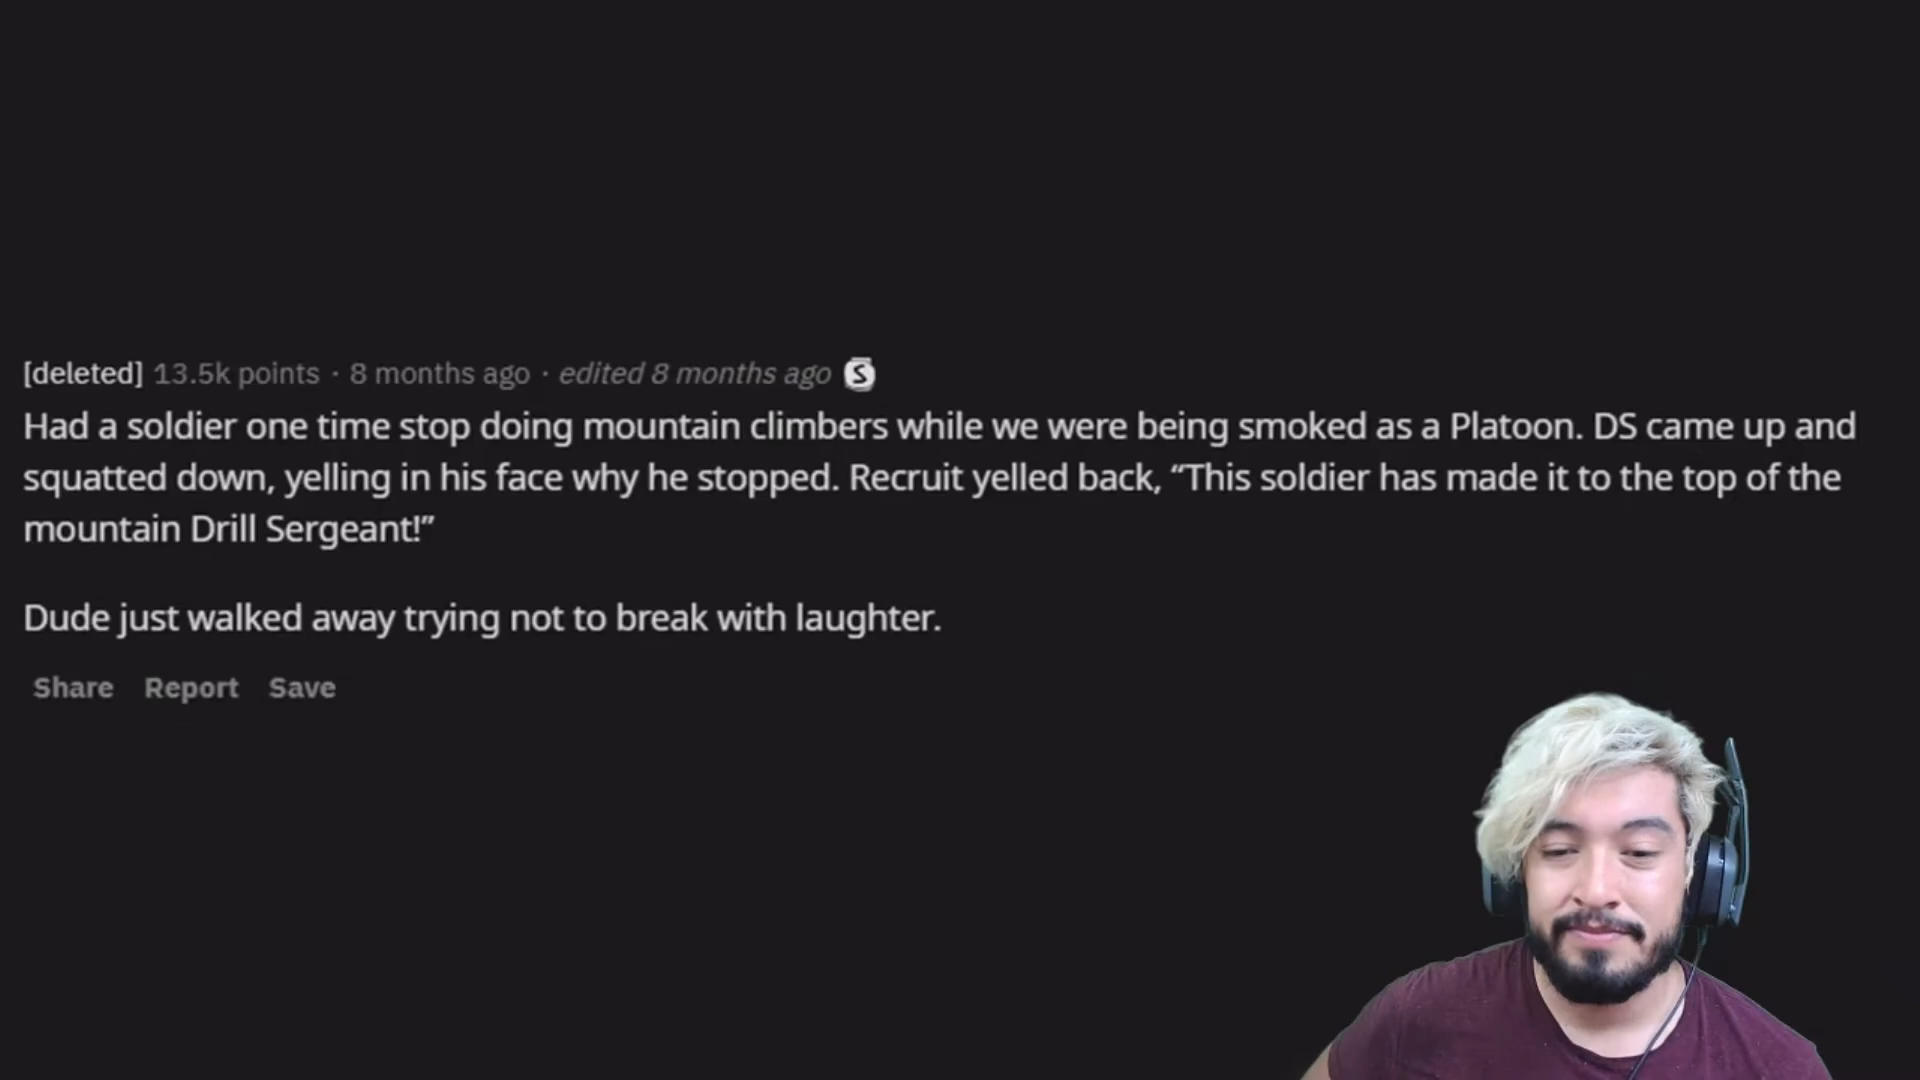 [deleted] 13.5k points · 8 months ago · edited 8 months ago S
Had a soldier one time stop doing mountain climbers while we were being smoked as a Platoon. DS came up and
squatted down, yelling in his face why he stopped. Recruit yelled back, “This soldier has made it to the top of the
mountain Drill Sergeant!”
Dude just walked away trying not to break with laughter.
Share Report Save